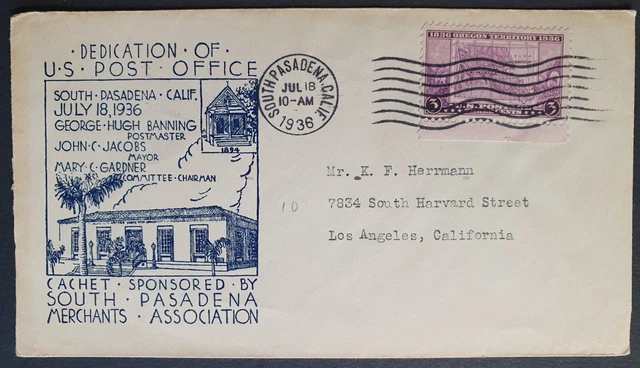 · DEDICATION · OF ·
U · S · POST · OFFICE
SOUTH · PASADENA · CALIF.
JULY 18, 1936
GEORGE · HUGH BANNING
POSTMASTER
JOHN · C · JACOBS
MAYOR
MARY · C · GARDNER
COMMITTEE · CHAIRMAN
1894
CACHET · SPONSORED · BY
SOUTH · PASADENA
MERCHANTS · ASSOCIATION
SOUTH PASADENA, CALIF.
JUL 18
10-AM
1936
1836 OREGON TERRITORY 1936
3 U.S. POSTAGE 3
Mr. K. F. Herrmann
7834 South Harvard Street
Los Angeles, California
10